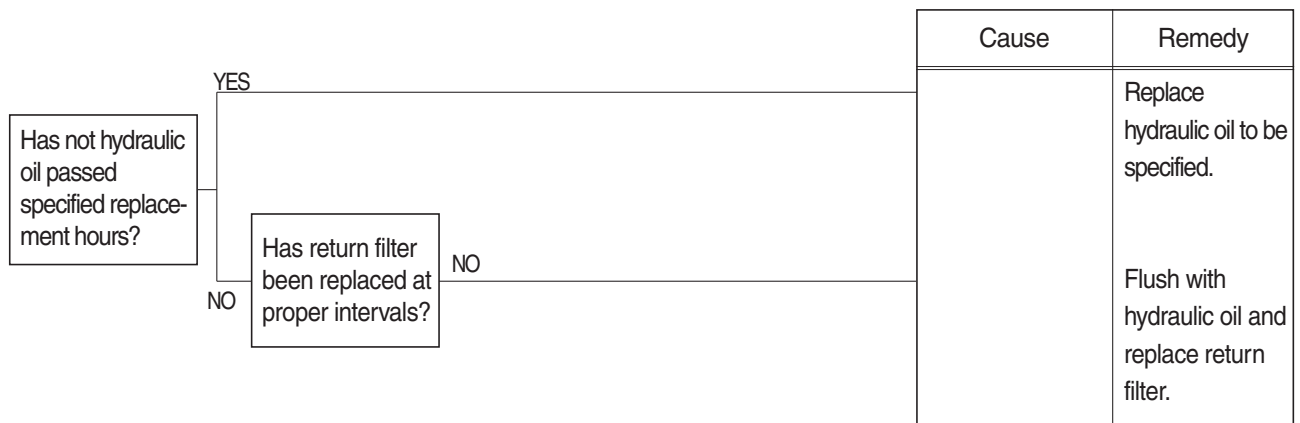 Cause Remedy
YES
Has not hydraulic
oil passed
specified replace-
ment hours?
Replace
hydraulic oil to be
specified.
NO
Has return filter
been replaced at
proper intervals?
NO
Flush with
hydraulic oil and
replace return
filter.